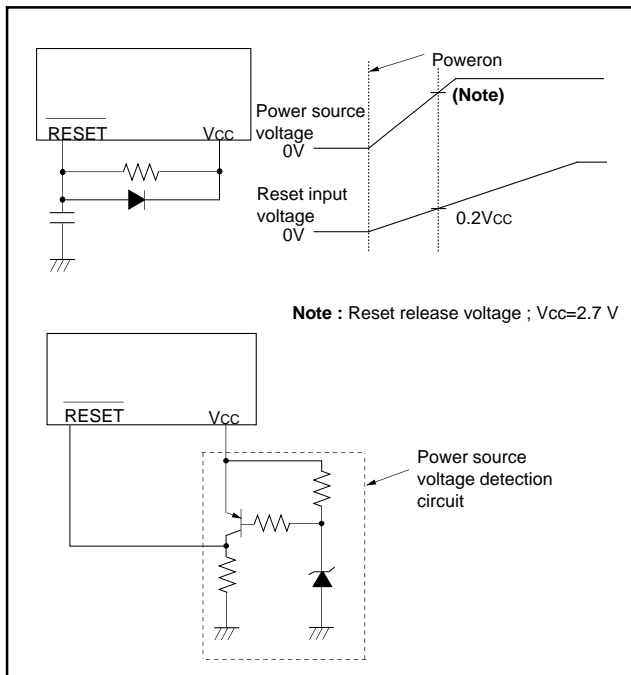 RESET VCC
Poweron
(Note)
Power source
voltage
0V
Reset input
voltage
0V
0.2VCC
Note : Reset release voltage ; Vcc=2.7 V
RESET VCC
Power source
voltage detection
circuit